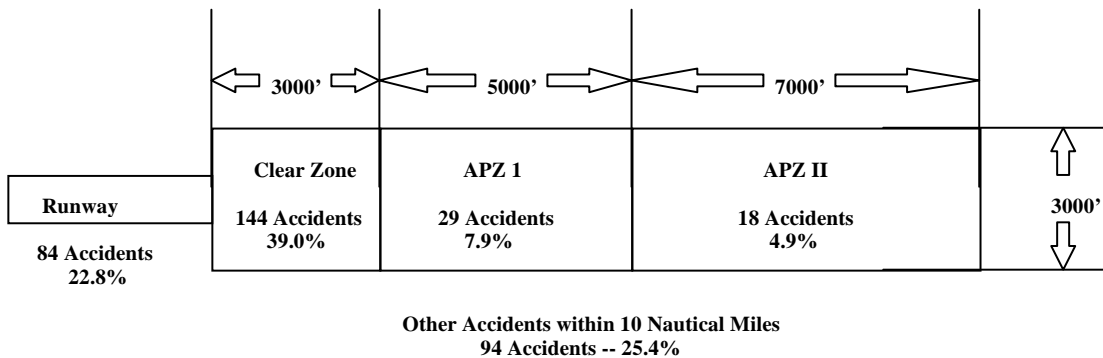 3000’
5000’
7000’
Clear Zone
APZ 1
APZ II
Runway
144 Accidents
29 Accidents
18 Accidents
3000’
39.0%
7.9%
4.9%
84 Accidents
22.8%
Other Accidents within 10 Nautical Miles
94 Accidents -- 25.4%